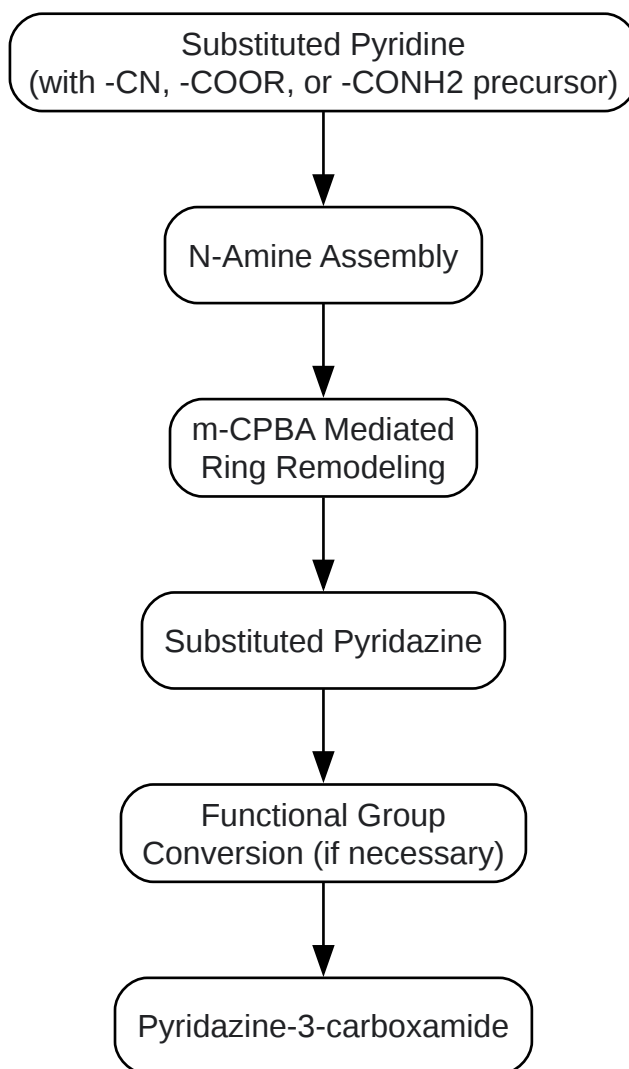 Substituted Pyridine
(with -CN, -COOR, or -CONH2 precursor)
N-Amine Assembly
m-CPBA Mediated
Ring Remodeling
Substituted Pyridazine
Functional Group
Conversion (if necessary)
Pyridazine-3-carboxamide